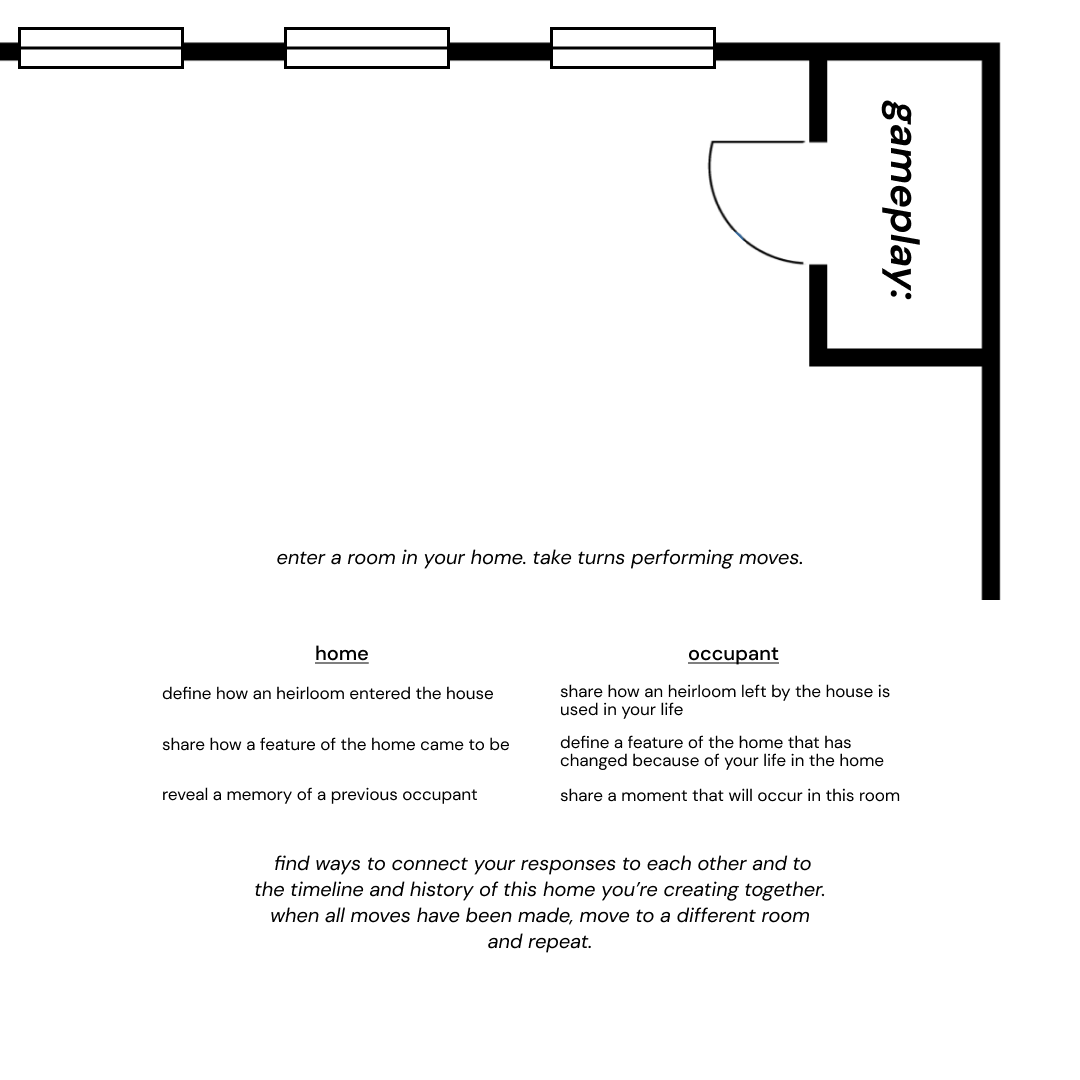 gameplay:
enter a room in your home. take turns performing moves.
home
define how an heirloom entered the house
share how a feature of the home came to be
reveal a memory of a previous occupant
occupant
share how an heirloom left by the house is
used in your life
define a feature of the home that has
changed because of your life in the home
share a moment that will occur in this room
find ways to connect your responses to each other and to
the timeline and history of this home you’re creating together.
when all moves have been made, move to a different room
and repeat.